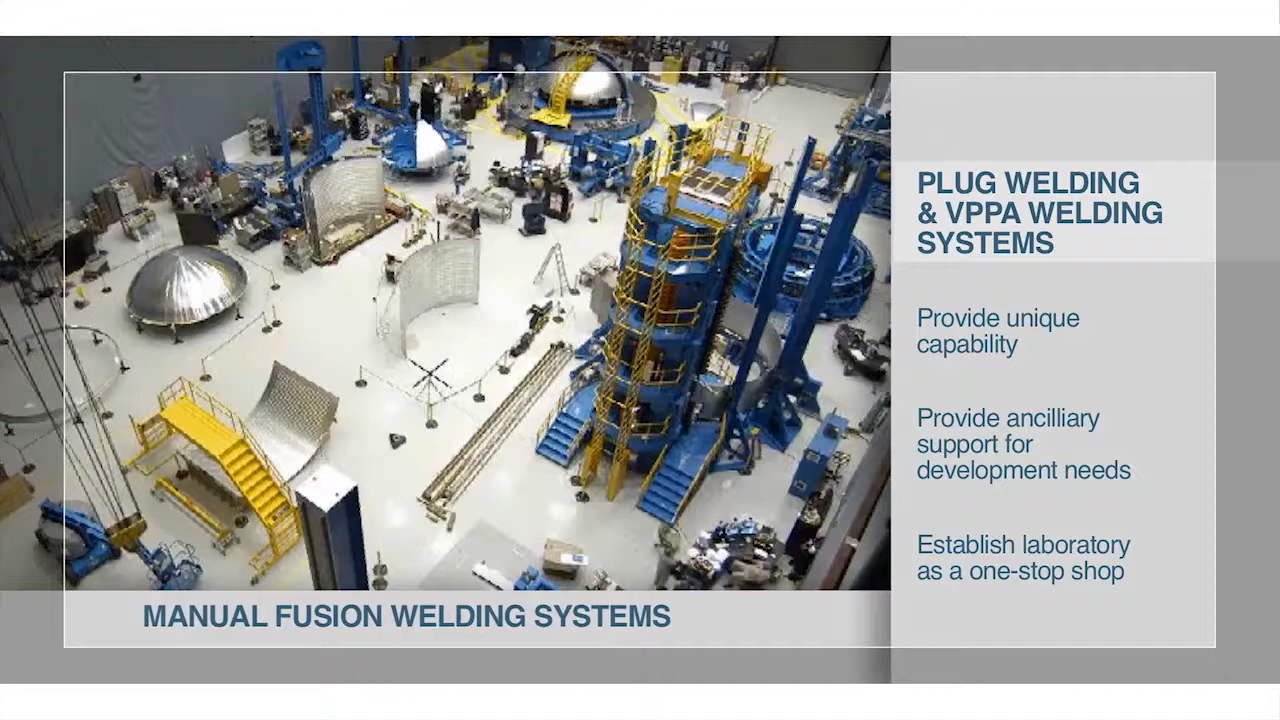 PLUG WELDING
& VPPA WELDING
SYSTEMS
Provide unique
capability
Provide ancilliary
support for
development needs
Establish laboratory
as a one-stop shop
MANUAL FUSION WELDING SYSTEMS